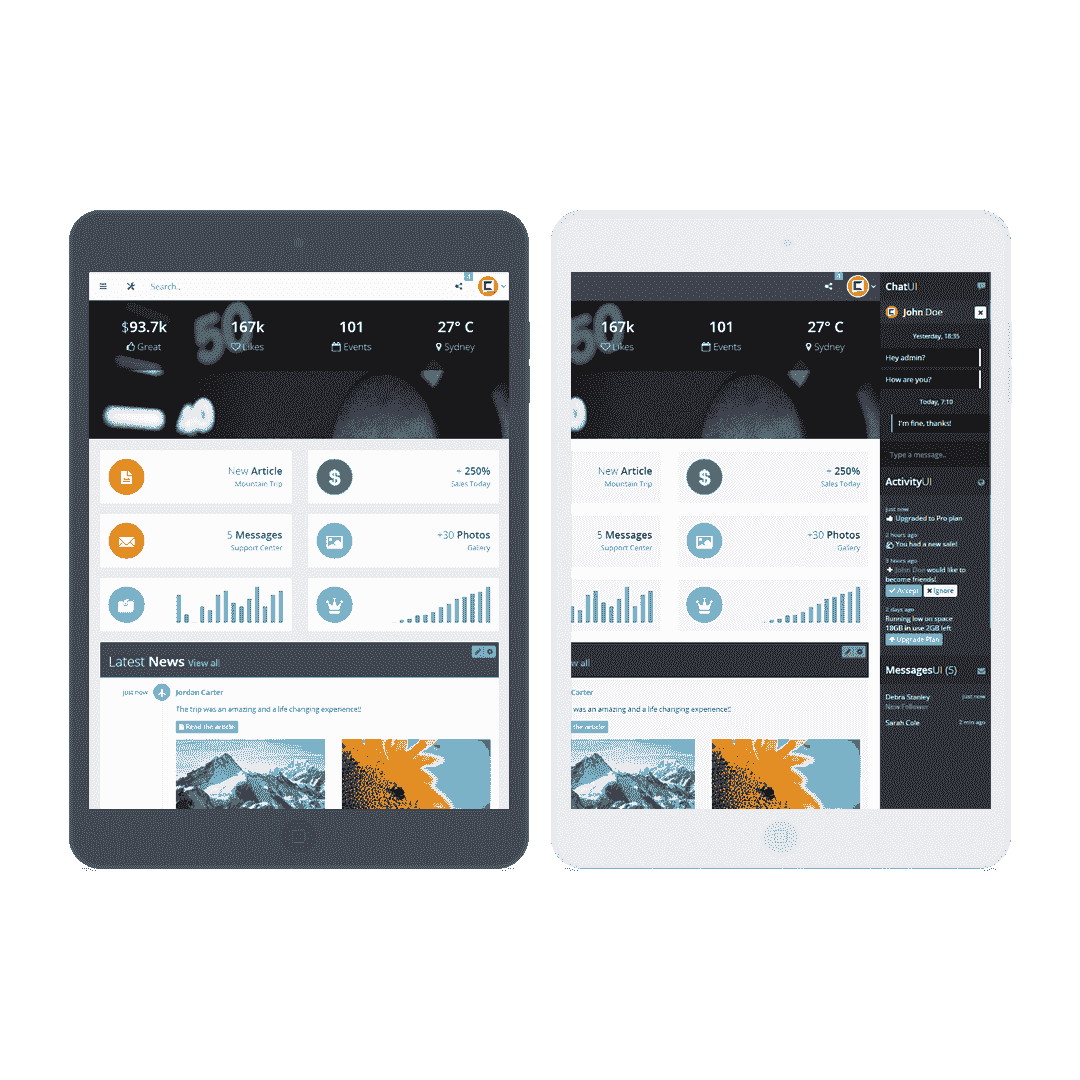 Search..
4
$93.7k
167k
101
27° C
Great
Likes
Events
Sydney
New Article
Mountain Trip
$
+ 250%
Sales Today
5 Messages
Support Center
+30 Photos
Gallery
Latest News View all
just now
Jordan Carter
The trip was an amazing and a life changing experience!!
Read the article
4
167k
101
27° C
Likes
Events
Sydney
New Article
Mountain Trip
$
+ 250%
Sales Today
5 Messages
Support Center
+30 Photos
Gallery
w all
Carter
was an amazing and a life changing experience!!
the article
ChatUI
John Doe
Yesterday, 18:35
Hey admin?
How are you?
Today, 7:10
I'm fine, thanks!
Type a message..
ActivityUI
just now
Upgraded to Pro plan
2 hours ago
You had a new sale!
3 hours ago
John Doe would like to
become friends!
Accept
Ignore
2 days ago
Running low on space
18GB in use 2GB left
Upgrade Plan
MessagesUI (5)
Debra Stanley
just now
New Follower
Sarah Cole
2 min ago